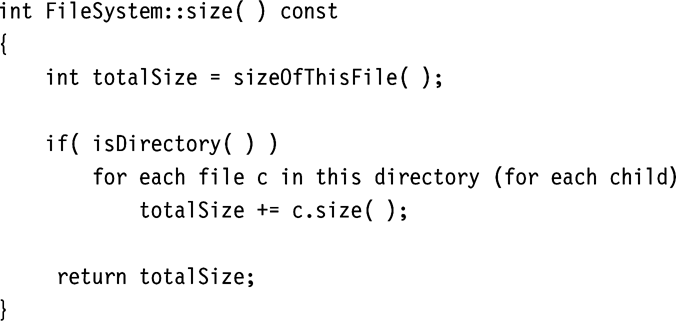 int FileSystem::size( ) const
{
    int totalSize = sizeOfThisFile( );

    if( isDirectory( ) )
        for each file c in this directory (for each child)
            totalSize += c.size( );

     return totalSize;
}